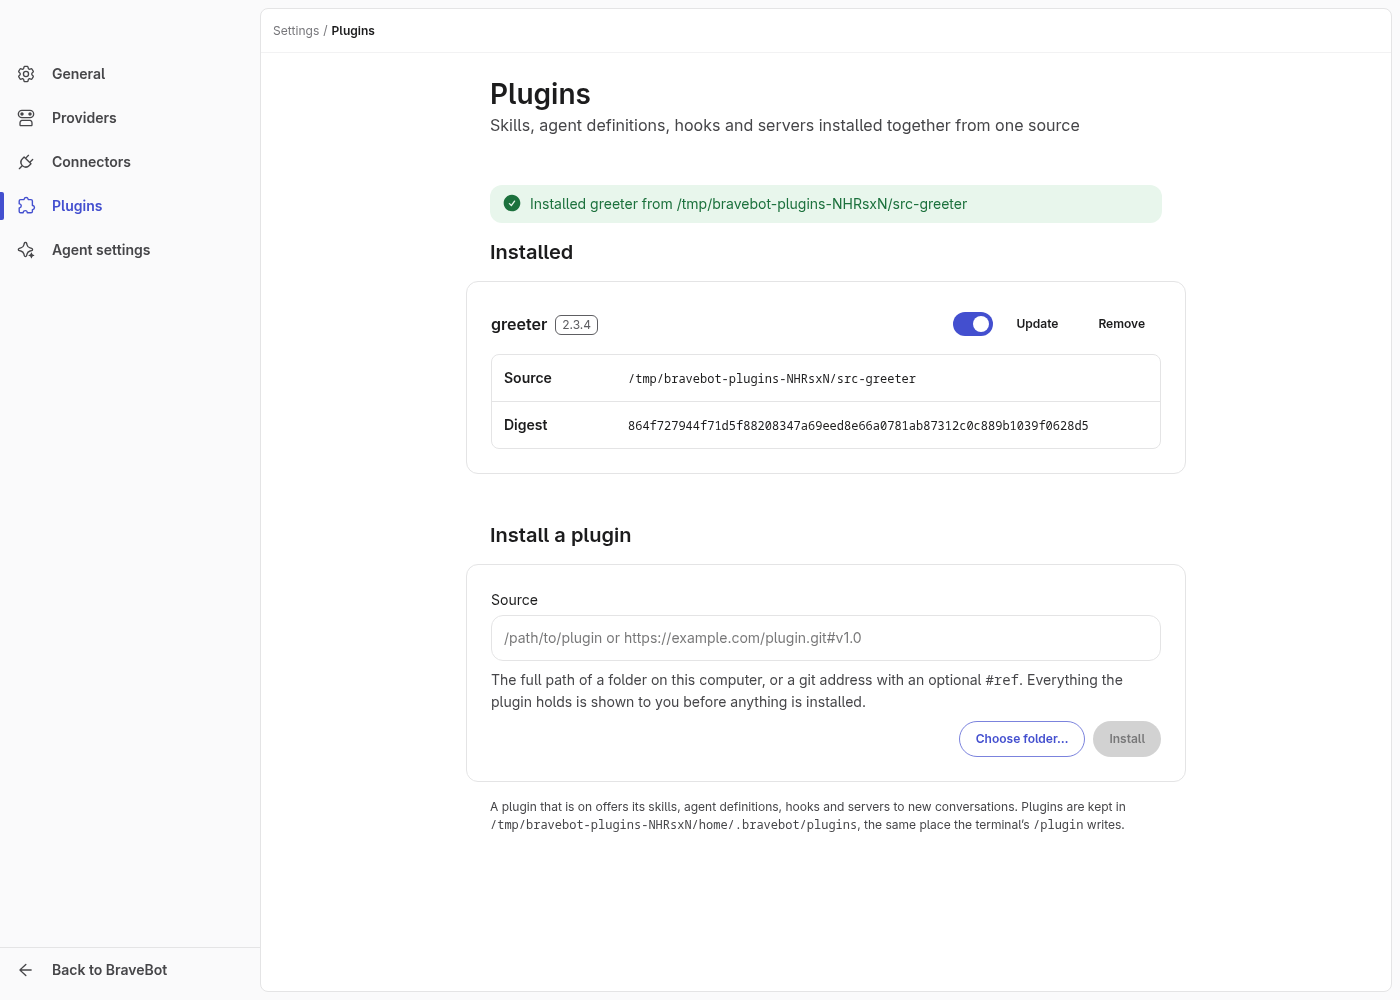 Settings / Plugins
General
Providers
Connectors
Plugins
Agent settings
Back to BraveBot
Plugins
Skills, agent definitions, hooks and servers installed together from one source
Installed greeter from /tmp/bravebot-plugins-NHRsxN/src-greeter
Installed
greeter 2.3.4 Update Remove
Source /tmp/bravebot-plugins-NHRsxN/src-greeter
Digest 864f727944f71d5f88208347a69eed8e66a0781ab87312c0c889b1039f0628d5
Install a plugin
Source
/path/to/plugin or https://example.com/plugin.git#v1.0
The full path of a folder on this computer, or a git address with an optional #ref. Everything the
plugin holds is shown to you before anything is installed.
Choose folder... Install
A plugin that is on offers its skills, agent definitions, hooks and servers to new conversations. Plugins are kept in
/tmp/bravebot-plugins-NHRsxN/home/.bravebot/plugins, the same place the terminal's /plugin writes.